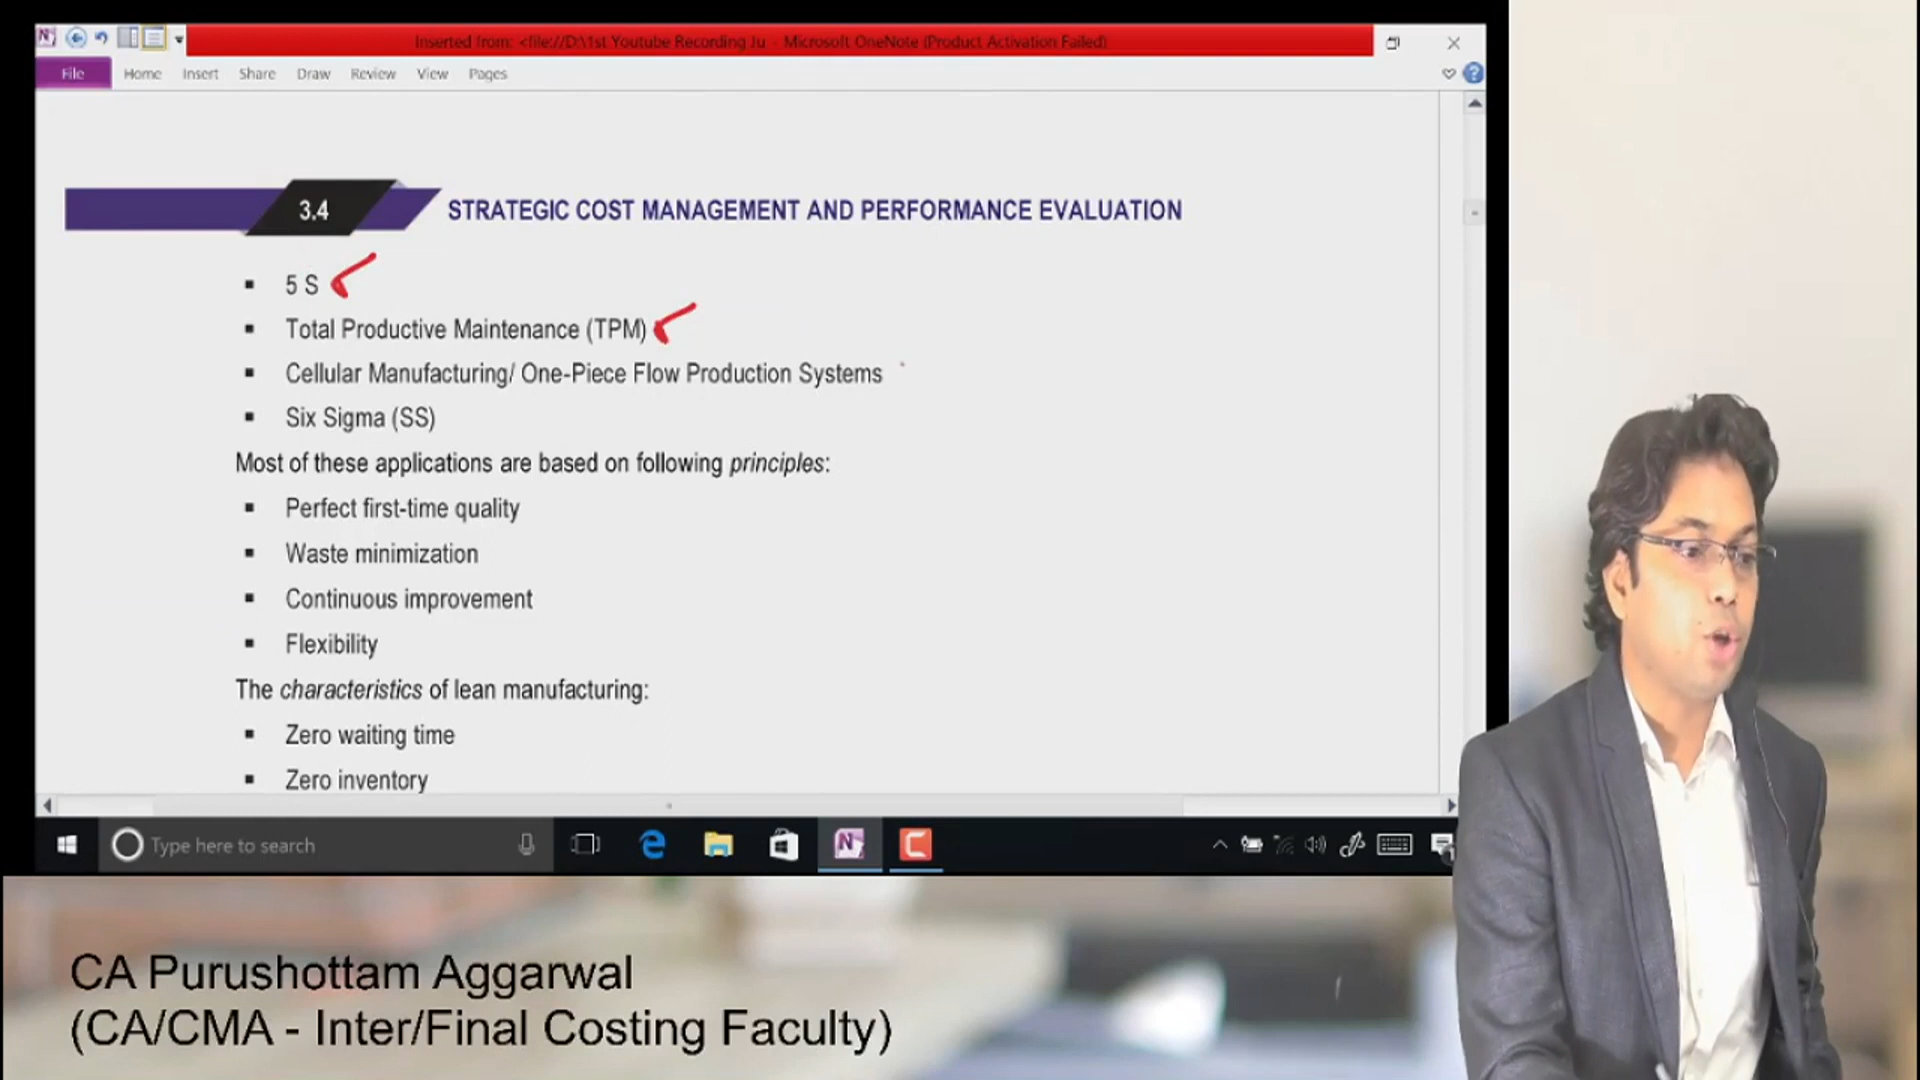 Inserted from: <file://D:\1st Youtube Recording Ju - Microsoft OneNote (Product Activation Failed)
File Home Insert Share Draw Review View Pages
3.4 STRATEGIC COST MANAGEMENT AND PERFORMANCE EVALUATION
▪ 5 S
▪ Total Productive Maintenance (TPM)
▪ Cellular Manufacturing/ One-Piece Flow Production Systems
▪ Six Sigma (SS)
Most of these applications are based on following principles:
▪ Perfect first-time quality
▪ Waste minimization
▪ Continuous improvement
▪ Flexibility
The characteristics of lean manufacturing:
▪ Zero waiting time
▪ Zero inventory
Type here to search
CA Purushottam Aggarwal
(CA/CMA - Inter/Final Costing Faculty)